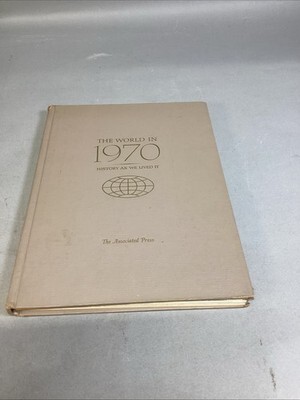 THE WORLD IN
1970
HISTORY AS WE LIVED IT
The Associated Press